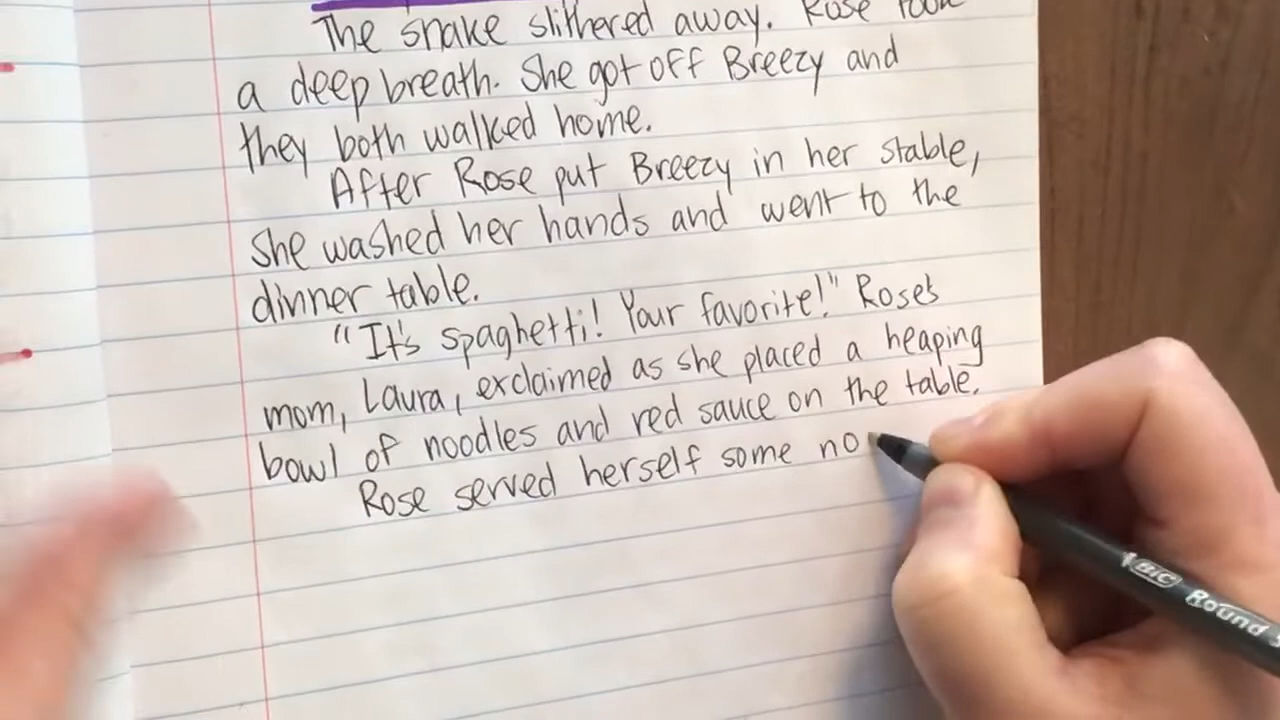 The snake slithered away. Rose took
a deep breath. She got off Breezy and
they both walked home.
After Rose put Breezy in her stable,
she washed her hands and went to the
dinner table.
"It's spaghetti! Your favorite!" Rose's
mom, Laura, exclaimed as she placed a heaping
bowl of noodles and red sauce on the table.
Rose served herself some no
BIC Round